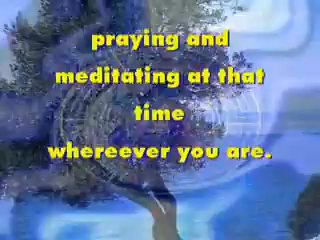 praying and
meditating at that
time
whereever you are.